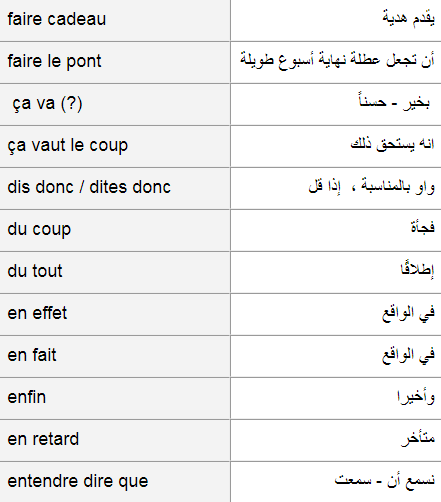 faire cadeau يقدم هدية
faire le pont أن تجعل عطلة نهاية أسبوع طويلة
ça va (?) بخير - حسناً
ça vaut le coup انه يستحق ذلك
dis donc / dites donc واو بالمناسبة ، إذا قل
du coup فجأة
du tout إطلاقًا
en effet في الواقع
en fait في الواقع
enfin وأخيرا
en retard متأخر
entendre dire que نسمع أن - سمعت